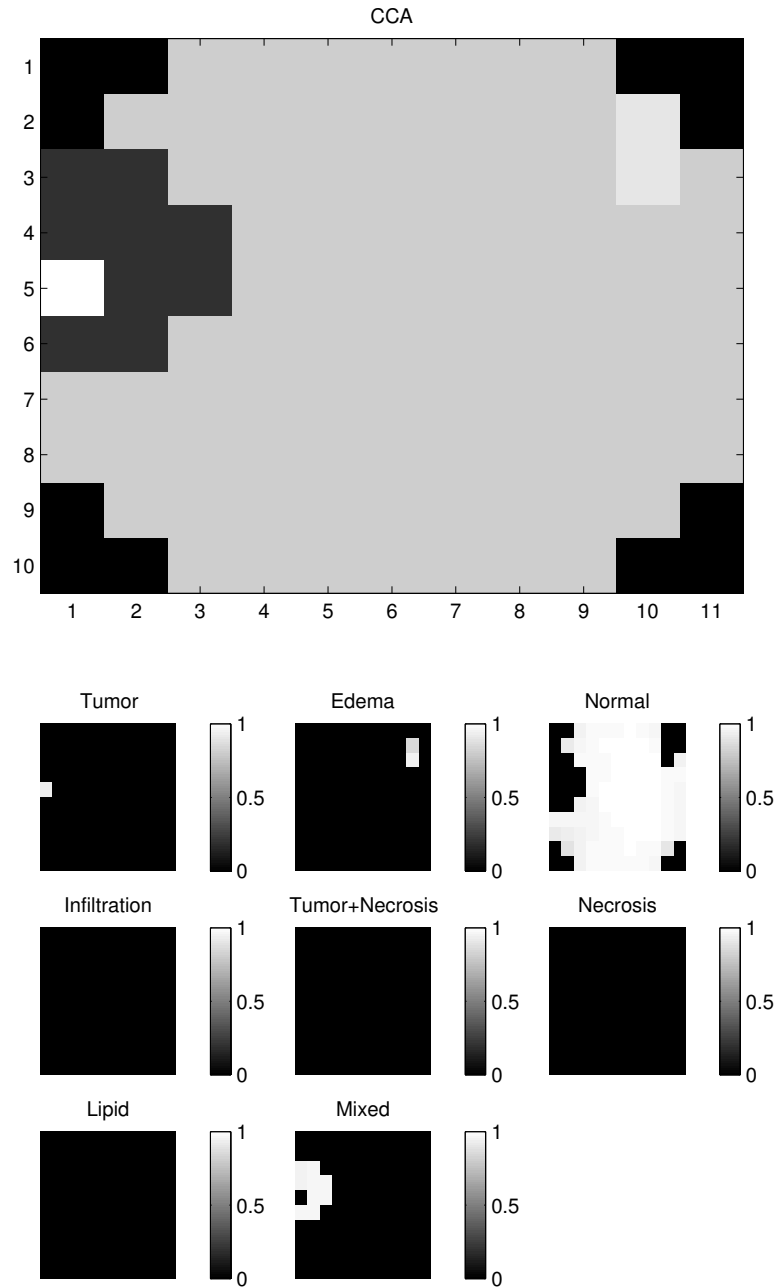 CCA
1
2
3
4
5
6
7
8
9
10
1 2 3 4 5 6 7 8 9 10 11
Tumor Edema Normal
1 1 1
0.5 0.5 0.5
0 0 0
Infiltration Tumor+Necrosis Necrosis
1 1 1
0.5 0.5 0.5
0 0 0
Lipid Mixed
1 1
0.5 0.5
0 0